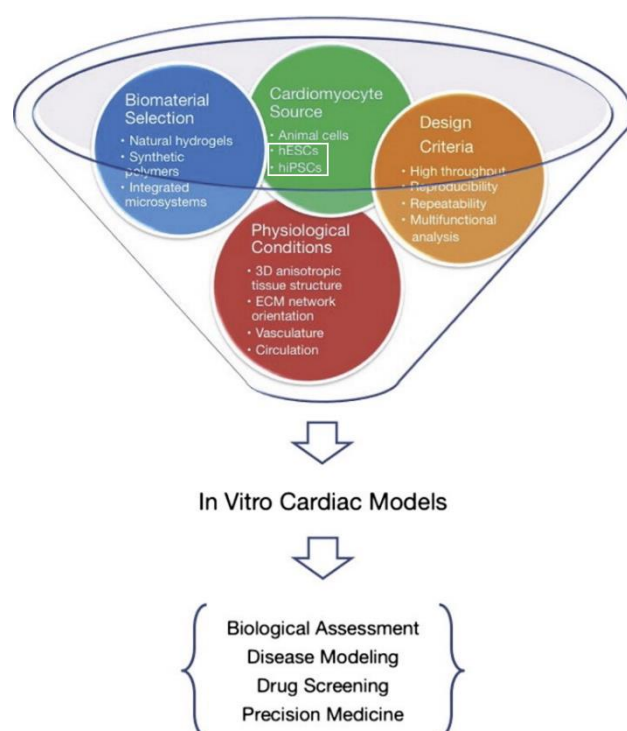 Biomaterial
Selection
• Natural hydrogels
• Synthetic
polymers
• Integrated
microsystems
Cardiomyocyte
Source
• Animal cells
• hESCs
• hiPSCs
Design
Criteria
• High throughput
• Reproducibility
• Repeatability
• Multifunctional
analysis
Physiological
Conditions
• 3D anisotropic
tissue structure
• ECM network
orientation
• Vasculature
• Circulation
In Vitro Cardiac Models
Biological Assessment
Disease Modeling
Drug Screening
Precision Medicine